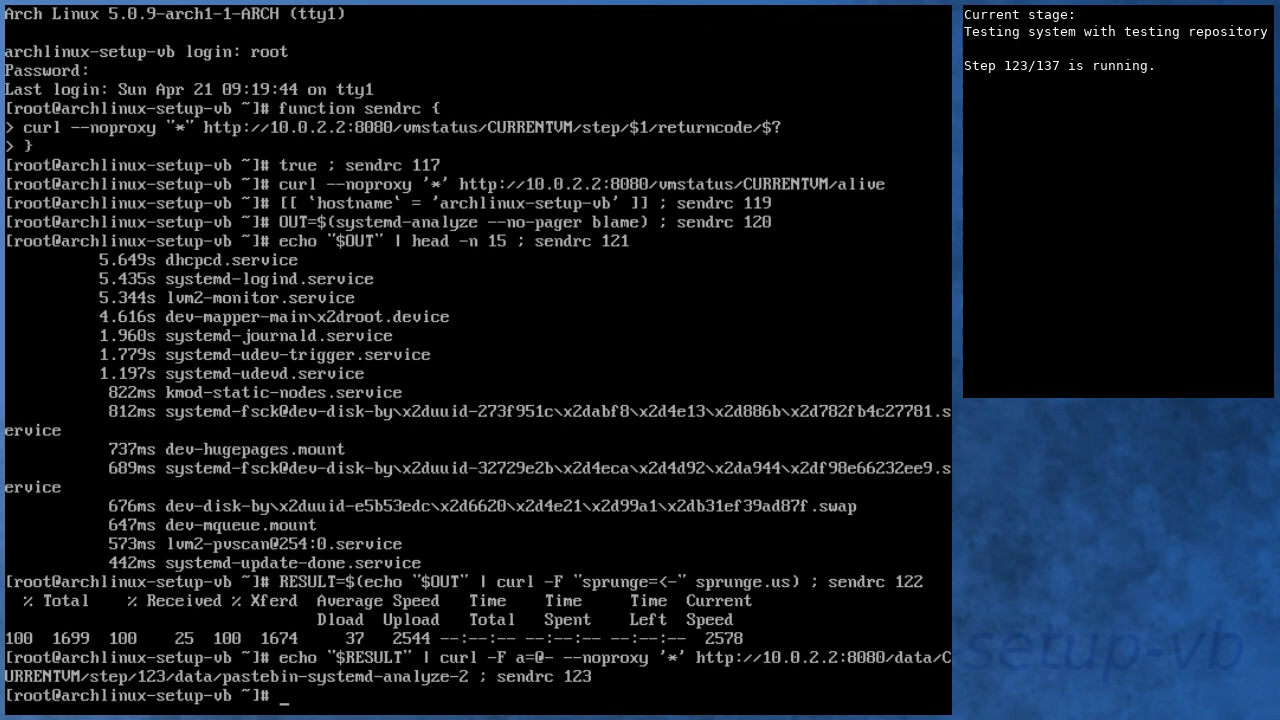 Arch Linux 5.0.9-arch1-1-ARCH (tty1)

archlinux-setup-vb login: root
Password:
Last login: Sun Apr 21 09:19:44 on tty1
[root@archlinux-setup-vb ~]# function sendrc {
> curl --noproxy "*" http://10.0.2.2:8080/vmstatus/CURRENTVM/step/$1/returncode/$?
> }
[root@archlinux-setup-vb ~]# true ; sendrc 117
[root@archlinux-setup-vb ~]# curl --noproxy '*' http://10.0.2.2:8080/vmstatus/CURRENTVM/alive
[root@archlinux-setup-vb ~]# [[ `hostname` = 'archlinux-setup-vb' ]] ; sendrc 119
[root@archlinux-setup-vb ~]# OUT=$(systemd-analyze --no-pager blame) ; sendrc 120
[root@archlinux-setup-vb ~]# echo "$OUT" | head -n 15 ; sendrc 121
5.649s dhcpcd.service
5.435s systemd-logind.service
5.344s lvm2-monitor.service
4.616s dev-mapper-main\x2droot.device
1.960s systemd-journald.service
1.779s systemd-udev-trigger.service
1.197s systemd-udevd.service
822ms kmod-static-nodes.service
812ms systemd-fsck@dev-disk-by\x2duuid-273f951c\x2dabf8\x2d4e13\x2d886b\x2d782fb4c27781.s
ervice
737ms dev-hugepages.mount
689ms systemd-fsck@dev-disk-by\x2duuid-32729e2b\x2d4eca\x2d4d92\x2da944\x2df98e66232ee9.s
ervice
676ms dev-disk-by\x2duuid-e5b53edc\x2d6620\x2d4e21\x2d99a1\x2db31ef39ad87f.swap
647ms dev-mqueue.mount
573ms lvm2-pvscan@254:0.service
442ms systemd-update-done.service
[root@archlinux-setup-vb ~]# RESULT=$(echo "$OUT" | curl -F "sprunge=<-" sprunge.us) ; sendrc 122
% Total % Received % Xferd Average Speed Time Time Time Current
Dload Upload Total Spent Left Speed
100 1699 100 25 100 1674 37 2544 --:--:-- --:--:-- --:--:-- 2578
[root@archlinux-setup-vb ~]# echo "$RESULT" | curl -F a=@- --noproxy '*' http://10.0.2.2:8080/data/C
URRENTVM/step/123/data/pastebin-systemd-analyze-2 ; sendrc 123
[root@archlinux-setup-vb ~]# _
Current stage:
Testing system with testing repository

Step 123/137 is running.
setup-vb